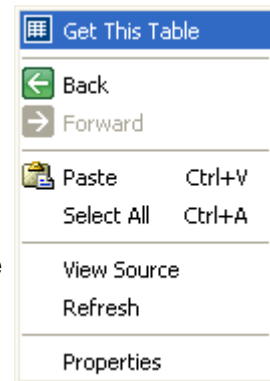 Get This Table
Back
Forward
Paste Ctrl+V
Select All Ctrl+A
View Source
Refresh
Properties